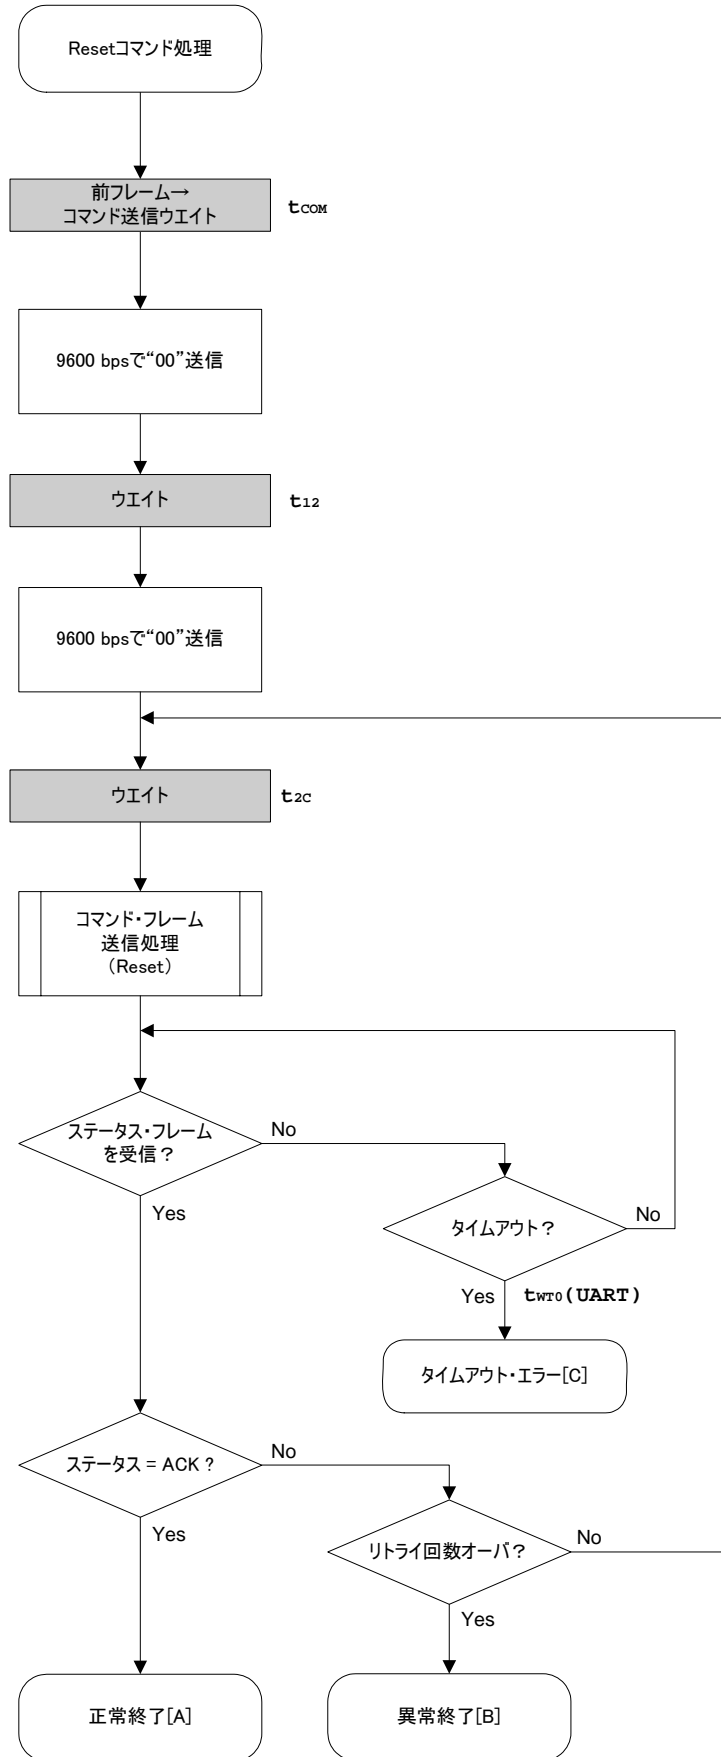 Resetコマンド処理
前フレーム→
コマンド送信ウエイト
tCOM
9600 bpsで“00”送信
ウエイト
t12
9600 bpsで“00”送信
ウエイト
t2C
コマンド・フレーム
送信処理
(Reset)
ステータス・フレーム
を受信？
No
Yes
タイムアウト？
No
Yes
tWT0(UART)
タイムアウト・エラー[C]
ステータス = ACK ?
No
Yes
リトライ回数オーバ？
No
Yes
正常終了[A]
異常終了[B]